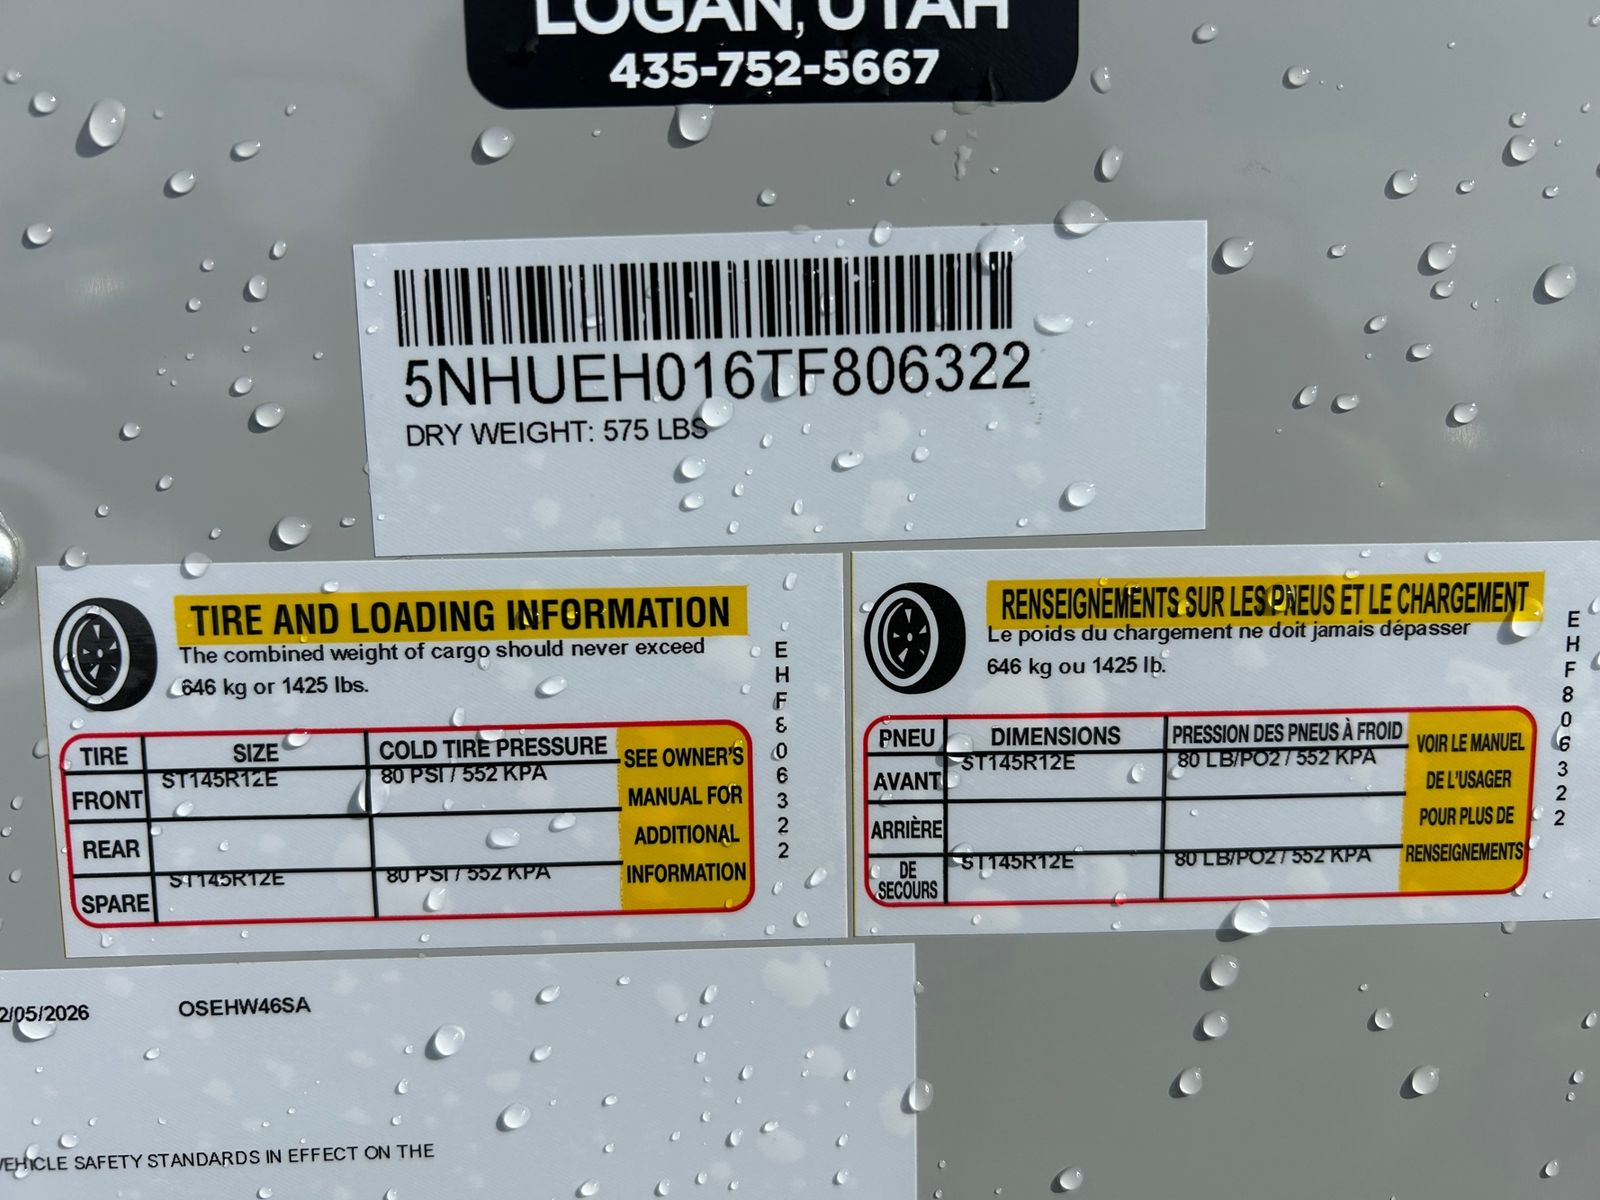 LOGAN, UTAH
435-752-5667
5NHUEH016TF806322
DRY WEIGHT: 575 LBS
TIRE AND LOADING INFORMATION
The combined weight of cargo should never exceed
646 kg or 1425 lbs.
TIRE SIZE COLD TIRE PRESSURE
FRONT ST145R12E 80 PSI / 552 KPA
REAR
SPARE ST145R12E 80 PSI / 552 KPA
SEE OWNER'S
MANUAL FOR
ADDITIONAL
INFORMATION
EHF806322
RENSEIGNEMENTS SUR LES PNEUS ET LE CHARGEMENT
Le poids du chargement ne doit jamais dépasser
646 kg ou 1425 lb.
PNEU DIMENSIONS PRESSION DES PNEUS À FROID
AVANT ST145R12E 80 LB/PO2 / 552 KPA
ARRIÈRE
DE SECOURS ST145R12E 80 LB/PO2 / 552 KPA
VOIR LE MANUEL
DE L'USAGER
POUR PLUS DE
RENSEIGNEMENTS
EHF806322
2/05/2026 OSEHW46SA
VEHICLE SAFETY STANDARDS IN EFFECT ON THE